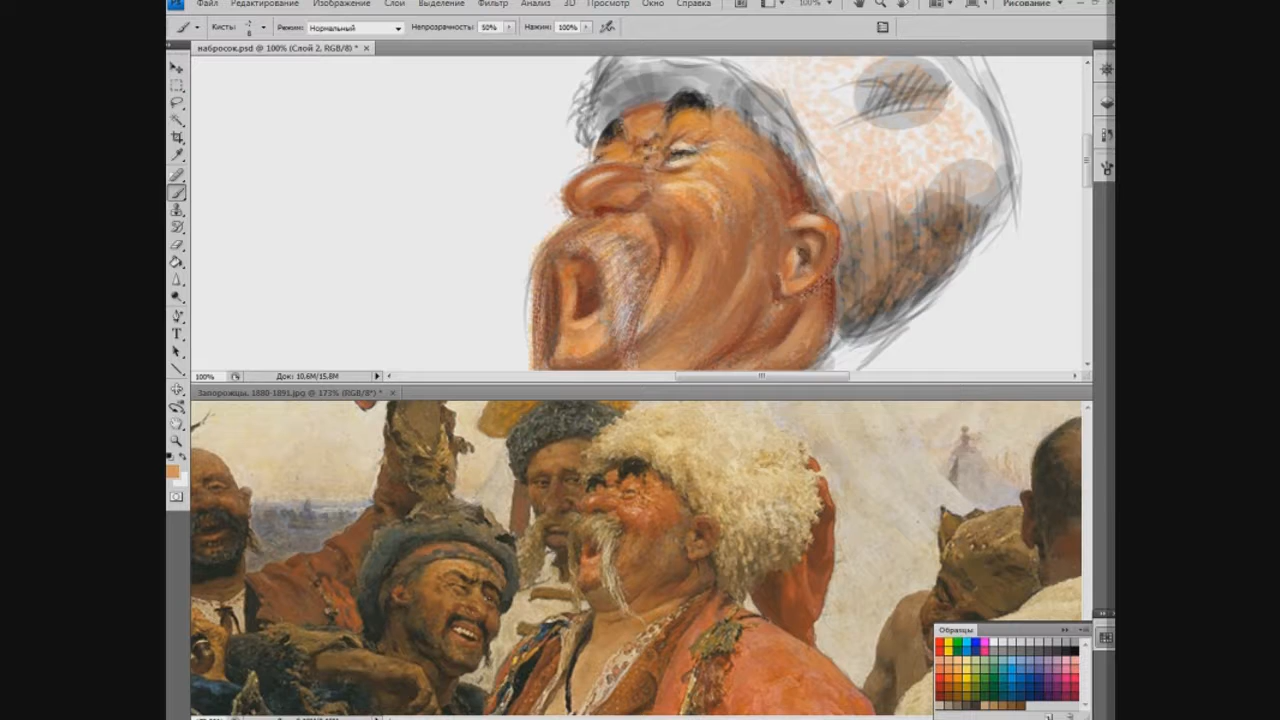 Файл Редактирование Изображение Слои Выделение Фильтр Анализ 3D Просмотр Окно Справка 100% Рисование
Кисть: 8 Режим: Нормальный Непрозрачность: 50% Нажим: 100%
набросок.psd @ 100% (Слой 2, RGB/8) *
100% Док: 10,6M/15,8M
Запорожцы, 1880-1891.jpg @ 173% (RGB/8*) *
Образцы